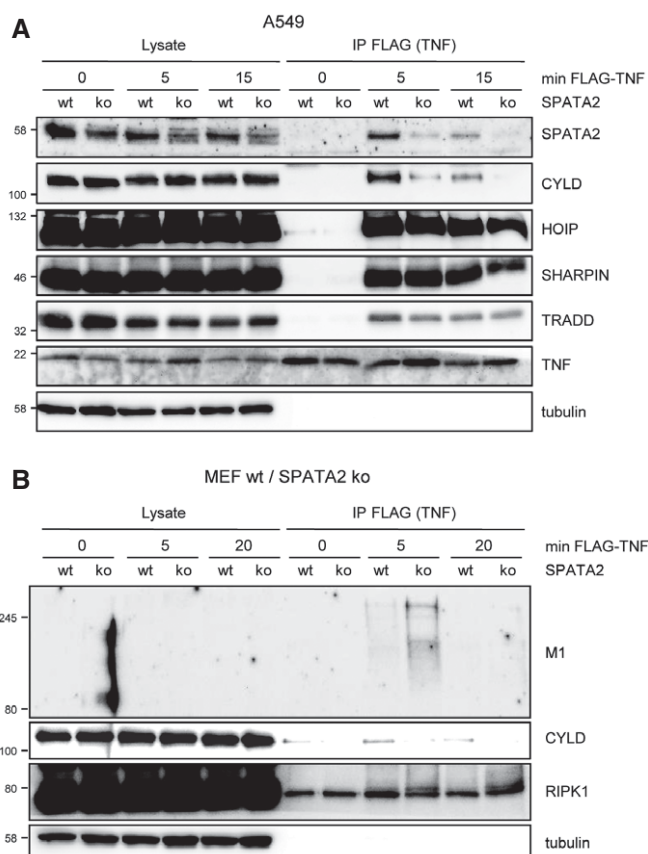 A
A549
Lysate IP FLAG (TNF)
0 5 15 0 5 15 min FLAG-TNF
wt ko wt ko wt ko wt ko wt ko wt ko SPATA2
58 SPATA2
CYLD
100
132
HOIP
46 SHARPIN
TRADD
32
22
TNF
58 tubulin
B
MEF wt / SPATA2 ko
Lysate IP FLAG (TNF)
0 5 20 0 5 20 min FLAG-TNF
wt ko wt ko wt ko wt ko wt ko wt ko SPATA2
245
M1
80
CYLD
100
80 RIPK1
58 tubulin